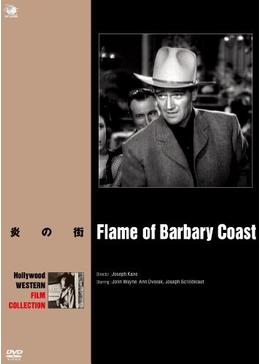 炎の街
Flame of Barbary Coast
Director Joseph Kane
Starring John Wayne Ann Dvorak, Joseph Schildkraut
Hollywood
WESTERN
FILM
COLLECTION
DVD